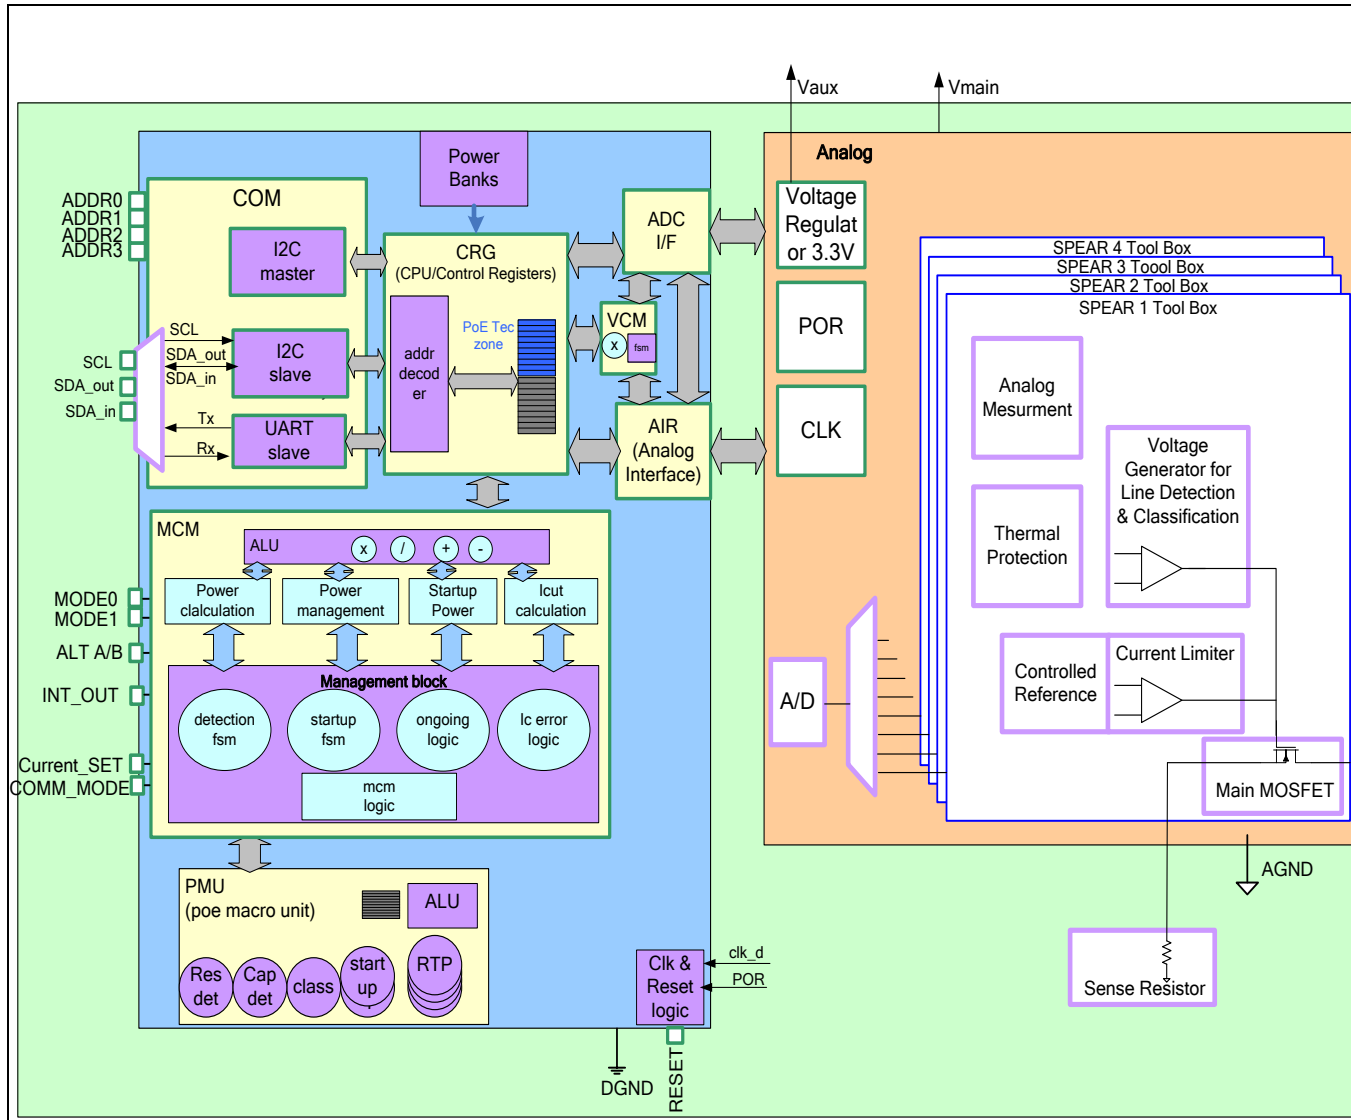 Vaux
Vmain
Analog
Power
Banks
COM
ADDR0
ADDR1
ADDR2
ADDR3
I2C
master
CRG
(CPU/Control Registers)
ADC
I/F
Voltage
Regulat
or 3.3V
SPEAR 4 Tool Box
SPEAR 3 Toool Box
SPEAR 2 Tool Box
SPEAR 1 Tool Box
SCL
SDA_out
SDA_in
SCL
SDA_out
SDA_in
I2C
slave
addr
decod
er
PoE Tec
zone
VCM
x
fsm
POR
Analog
Mesurment
Tx
Rx
UART
slave
AIR
(Analog
Interface)
CLK
Voltage
Generator for
Line Detection
& Classification
Thermal
Protection
MCM
ALU
x
/
+
-
MODE0
MODE1
ALT A/B
INT_OUT
Current_SET
COMM_MODE
Power
clalculation
Power
management
Startup
Power
Icut
calculation
Management block
detection
fsm
startup
fsm
ongoing
logic
Ic error
logic
mcm
logic
A/D
Controlled
Reference
Current Limiter
Main MOSFET
AGND
PMU
(poe macro unit)
ALU
Res
det
Cap
det
class
start
up
RTP
Clk &
Reset
logic
clk_d
POR
Sense Resistor
DGND
RESET